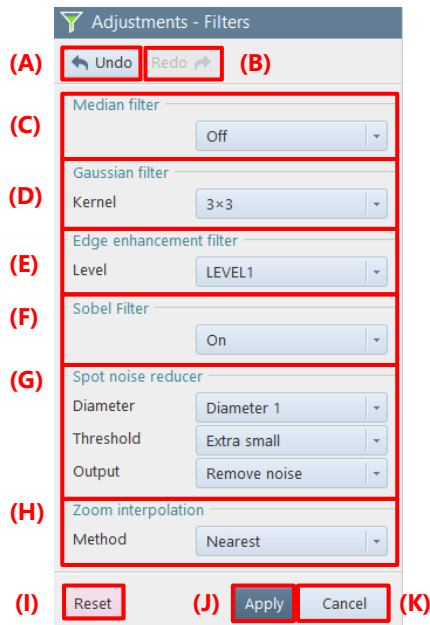 Adjustments - Filters
(A) Undo Redo (B)
Median filter
(C) Off
Gaussian filter
(D) Kernel 3×3
Edge enhancement filter
(E) Level LEVEL1
(F) Sobel Filter
On
(G) Spot noise reducer
Diameter Diameter 1
Threshold Extra small
Output Remove noise
(H) Zoom interpolation
Method Nearest
(I) Reset (J) Apply Cancel (K)